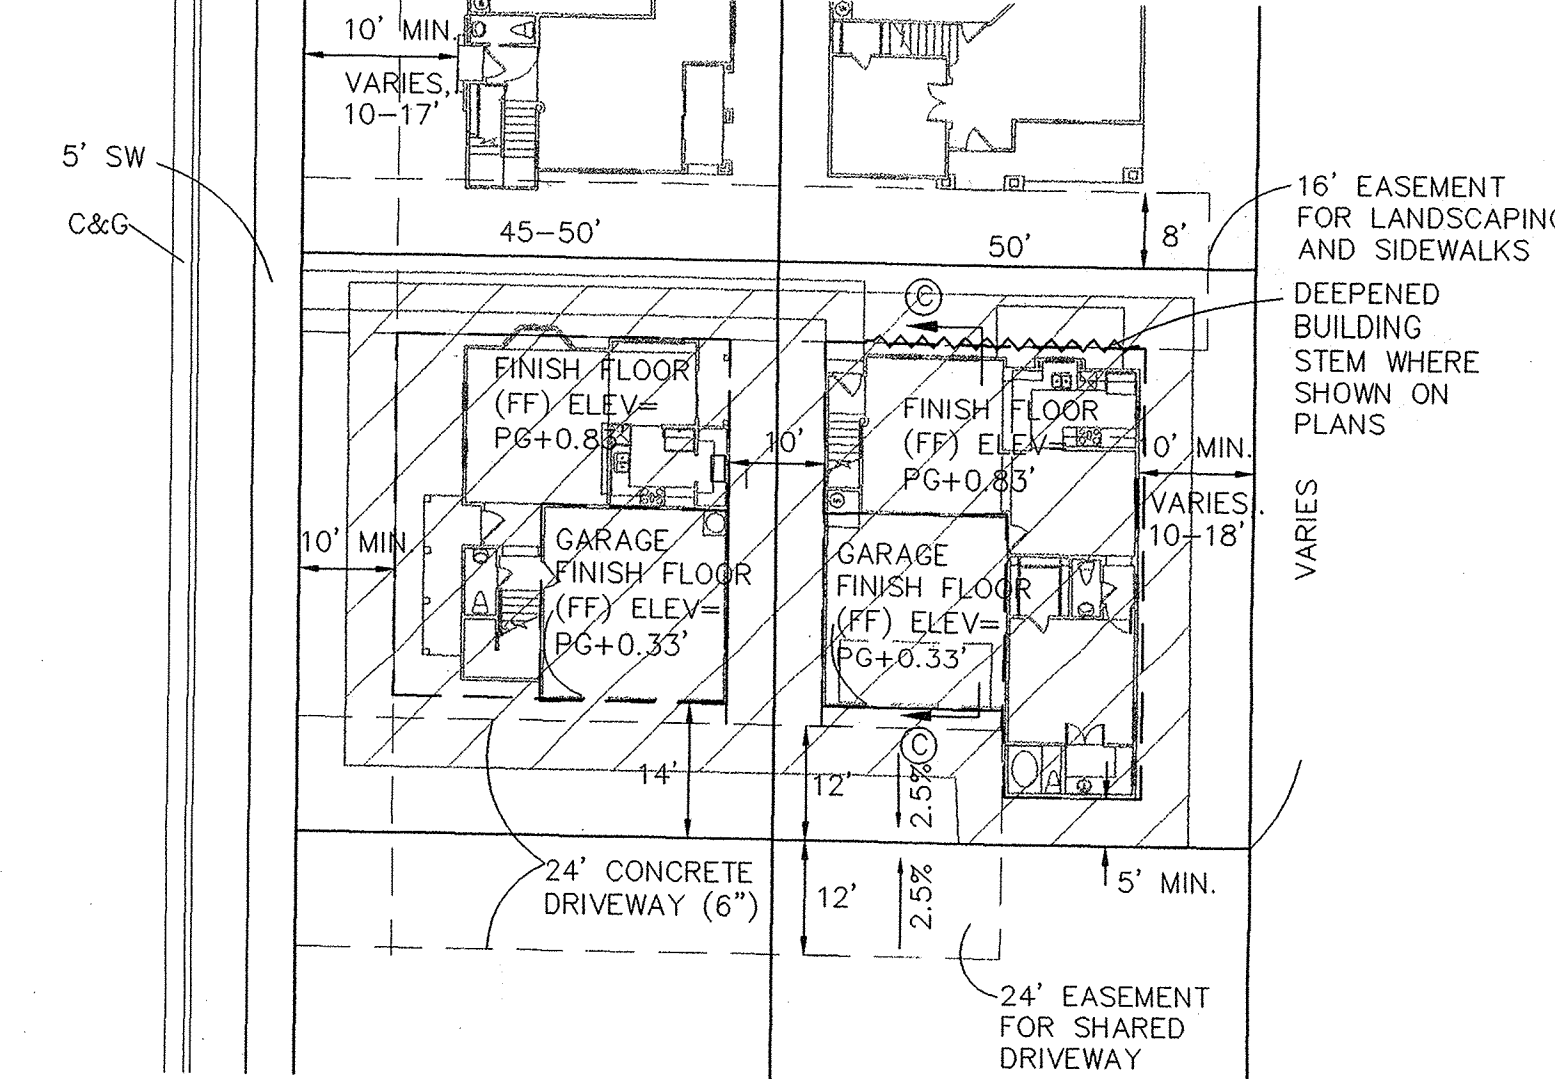 10' MIN.
VARIES,
10-17'
5' SW
C&G
45-50'
50'
8'
16' EASEMENT
FOR LANDSCAPING
AND SIDEWALKS
DEEPENED
BUILDING
STEM WHERE
SHOWN ON
PLANS
C
FINISH FLOOR
(FF) ELEV=
PG+0.83'
10'
FINISH FLOOR
(FF) ELEV=
PG+0.83'
0' MIN.
VARIES,
10-18'
VARIES
10' MIN.
GARAGE
FINISH FLOOR
(FF) ELEV=
PG+0.33'
GARAGE
FINISH FLOOR
(FF) ELEV=
PG+0.33'
C
14'
12'
2.5%
24' CONCRETE
DRIVEWAY (6")
12'
2.5%
5' MIN.
24' EASEMENT
FOR SHARED
DRIVEWAY